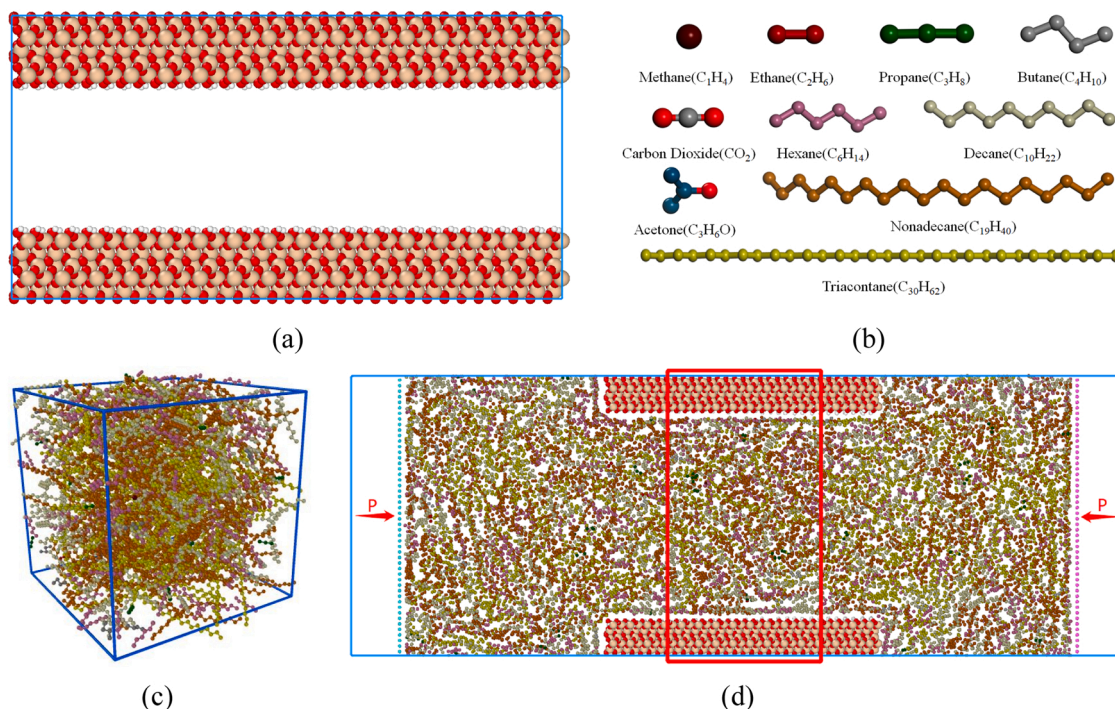 Methane(C₁H₄) Ethane(C₂H₆) Propane(C₃H₈) Butane(C₄H₁₀)
Carbon Dioxide(CO₂) Hexane(C₆H₁₄) Decane(C₁₀H₂₂)
Acetone(C₃H₆O) Nonadecane(C₁₉H₄₀)
Triacontane(C₃₀H₆₂)
(a) (b)
P P
(c) (d)